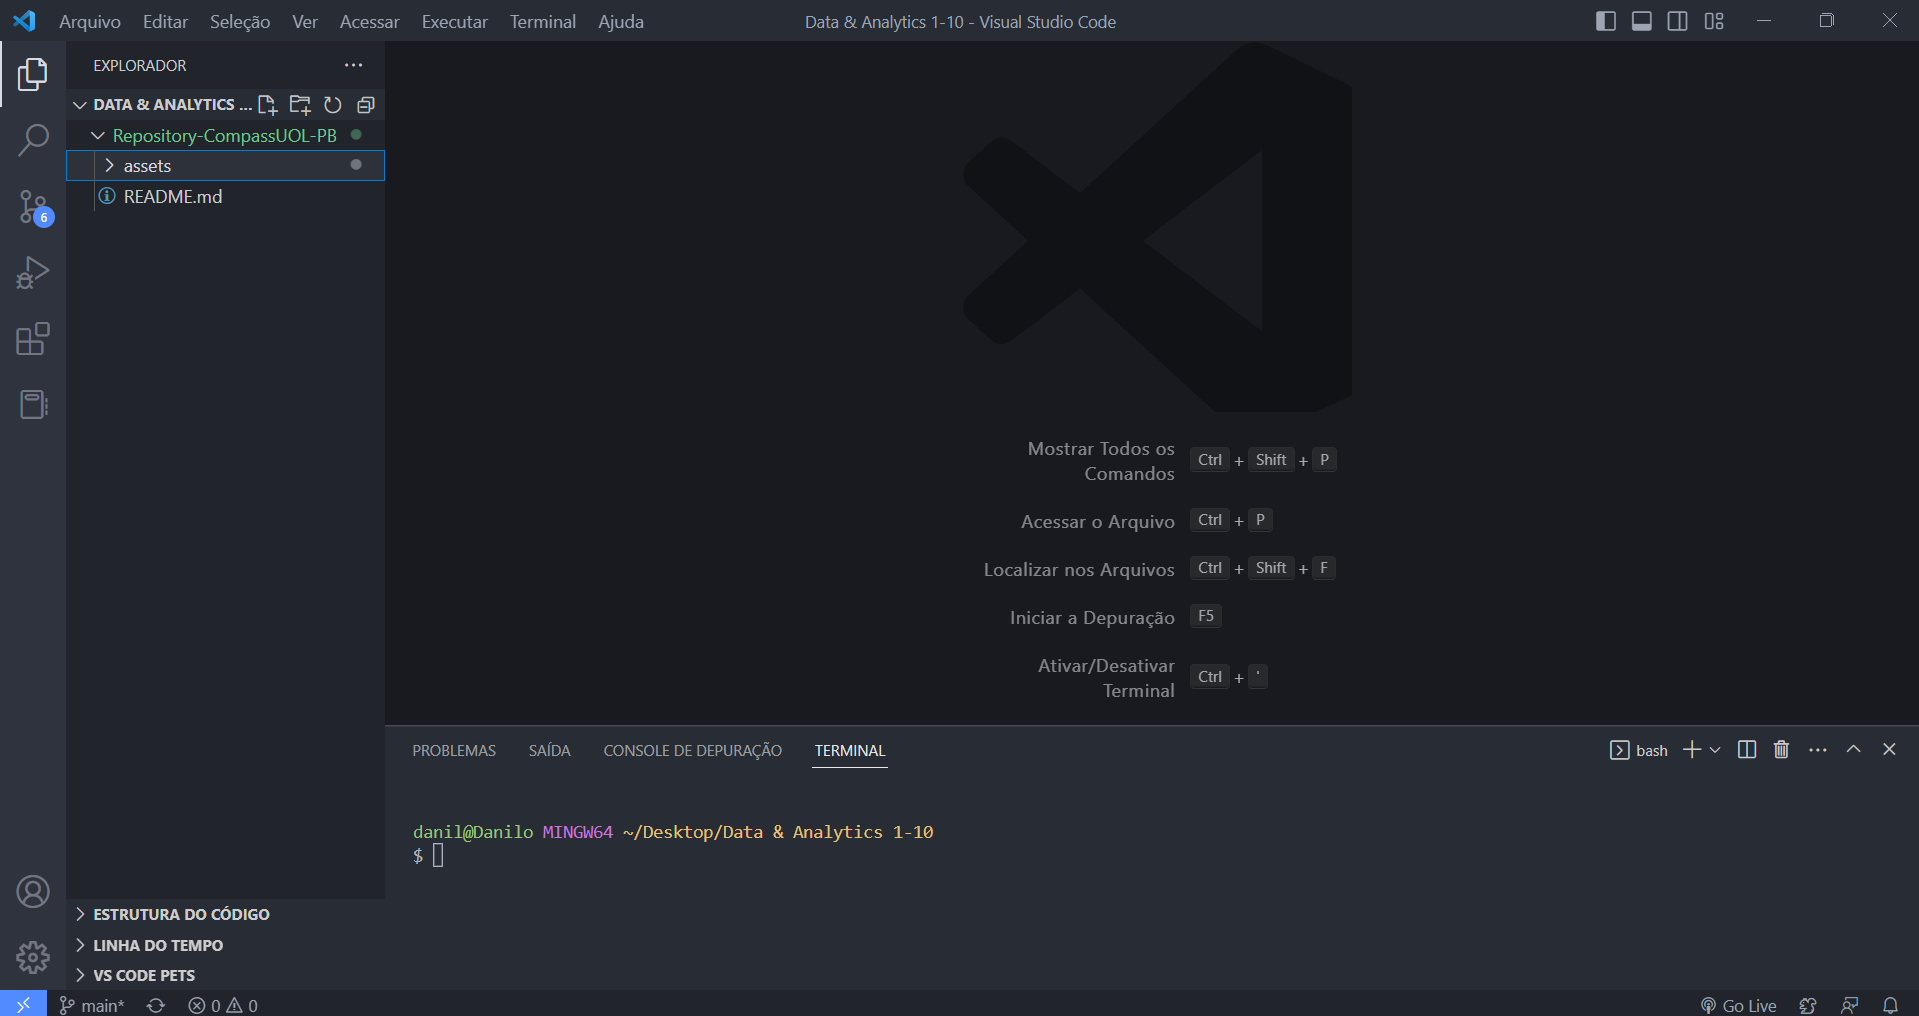 Arquivo Editar Seleção Ver Acessar Executar Terminal Ajuda
Data & Analytics 1-10 - Visual Studio Code
EXPLORADOR
DATA & ANALYTICS ...
Repository-CompassUOL-PB
assets
README.md
6
Mostrar Todos os
Comandos
Ctrl + Shift + P
Acessar o Arquivo Ctrl + P
Localizar nos Arquivos Ctrl + Shift + F
Iniciar a Depuração F5
Ativar/Desativar
Terminal
Ctrl + '
PROBLEMAS SAÍDA CONSOLE DE DEPURAÇÃO TERMINAL
bash
danil@Danilo MINGW64 ~/Desktop/Data & Analytics 1-10
$
ESTRUTURA DO CÓDIGO
LINHA DO TEMPO
VS CODE PETS
main* 0 0 Go Live